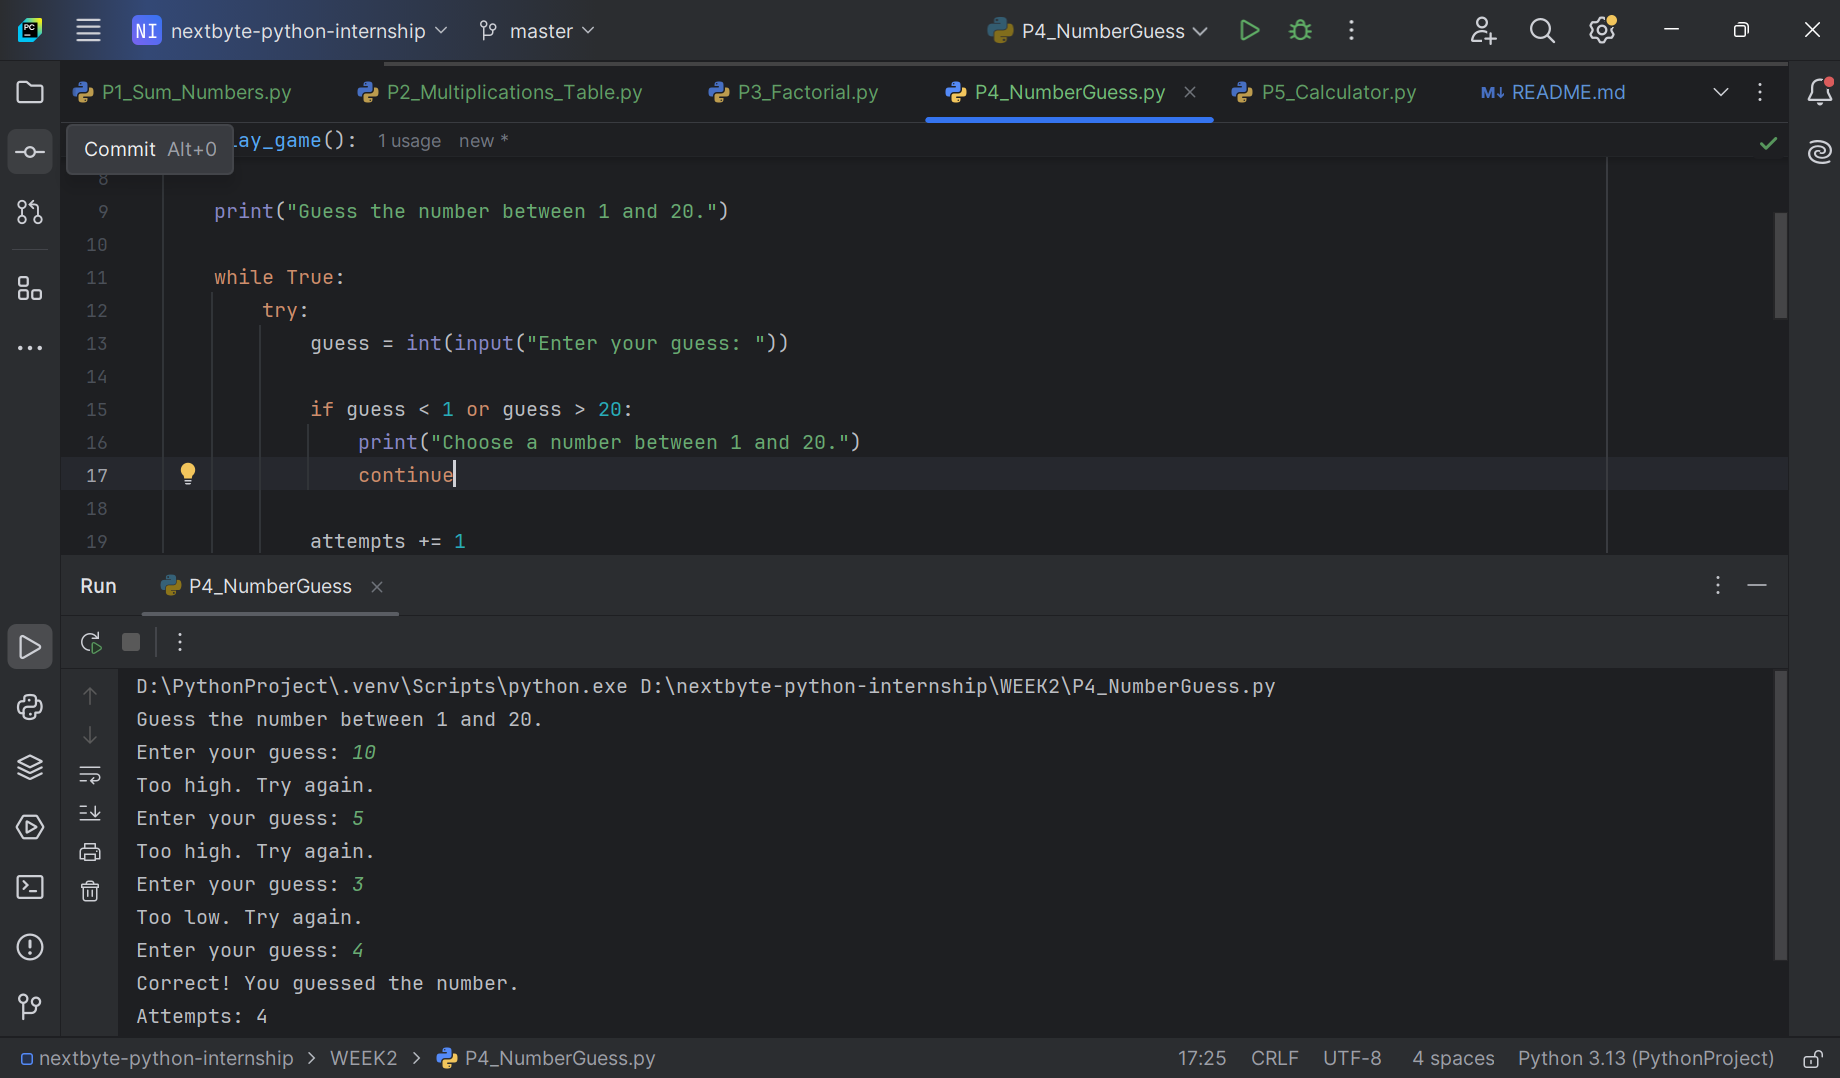 NI nextbyte-python-internship master P4_NumberGuess
P1_Sum_Numbers.py P2_Multiplications_Table.py P3_Factorial.py P4_NumberGuess.py P5_Calculator.py M↓ README.md
Commit Alt+0
lay_game(): 1 usage new *
8
9 print("Guess the number between 1 and 20.")
10
11 while True:
12 try:
13 guess = int(input("Enter your guess: "))
14
15 if guess < 1 or guess > 20:
16 print("Choose a number between 1 and 20.")
17 continue
18
19 attempts += 1
Run P4_NumberGuess
D:\PythonProject\.venv\Scripts\python.exe D:\nextbyte-python-internship\WEEK2\P4_NumberGuess.py
Guess the number between 1 and 20.
Enter your guess: 10
Too high. Try again.
Enter your guess: 5
Too high. Try again.
Enter your guess: 3
Too low. Try again.
Enter your guess: 4
Correct! You guessed the number.
Attempts: 4
nextbyte-python-internship > WEEK2 > P4_NumberGuess.py 17:25 CRLF UTF-8 4 spaces Python 3.13 (PythonProject)